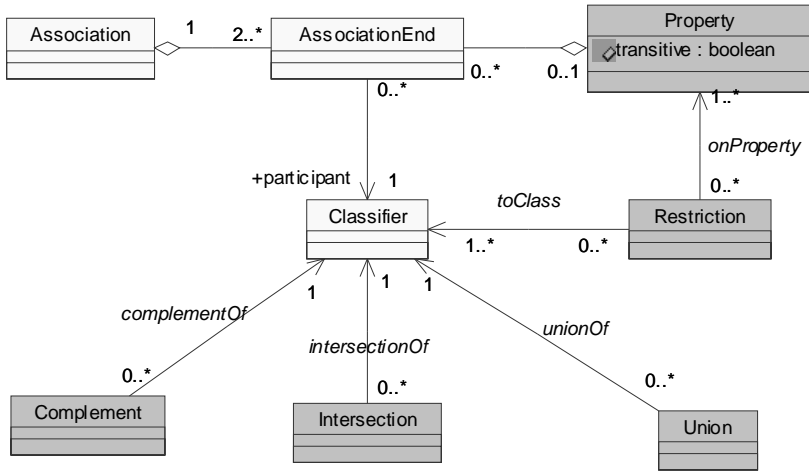 Association
1
2..*
AssociationEnd
0..*
0..1
Property
transitive : boolean
0..*
1..*
onProperty
+participant
1
0..*
Classifier
toClass
Restriction
1..*
0..*
1
1
1
complementOf
intersectionOf
unionOf
0..*
0..*
0..*
Complement
Intersection
Union